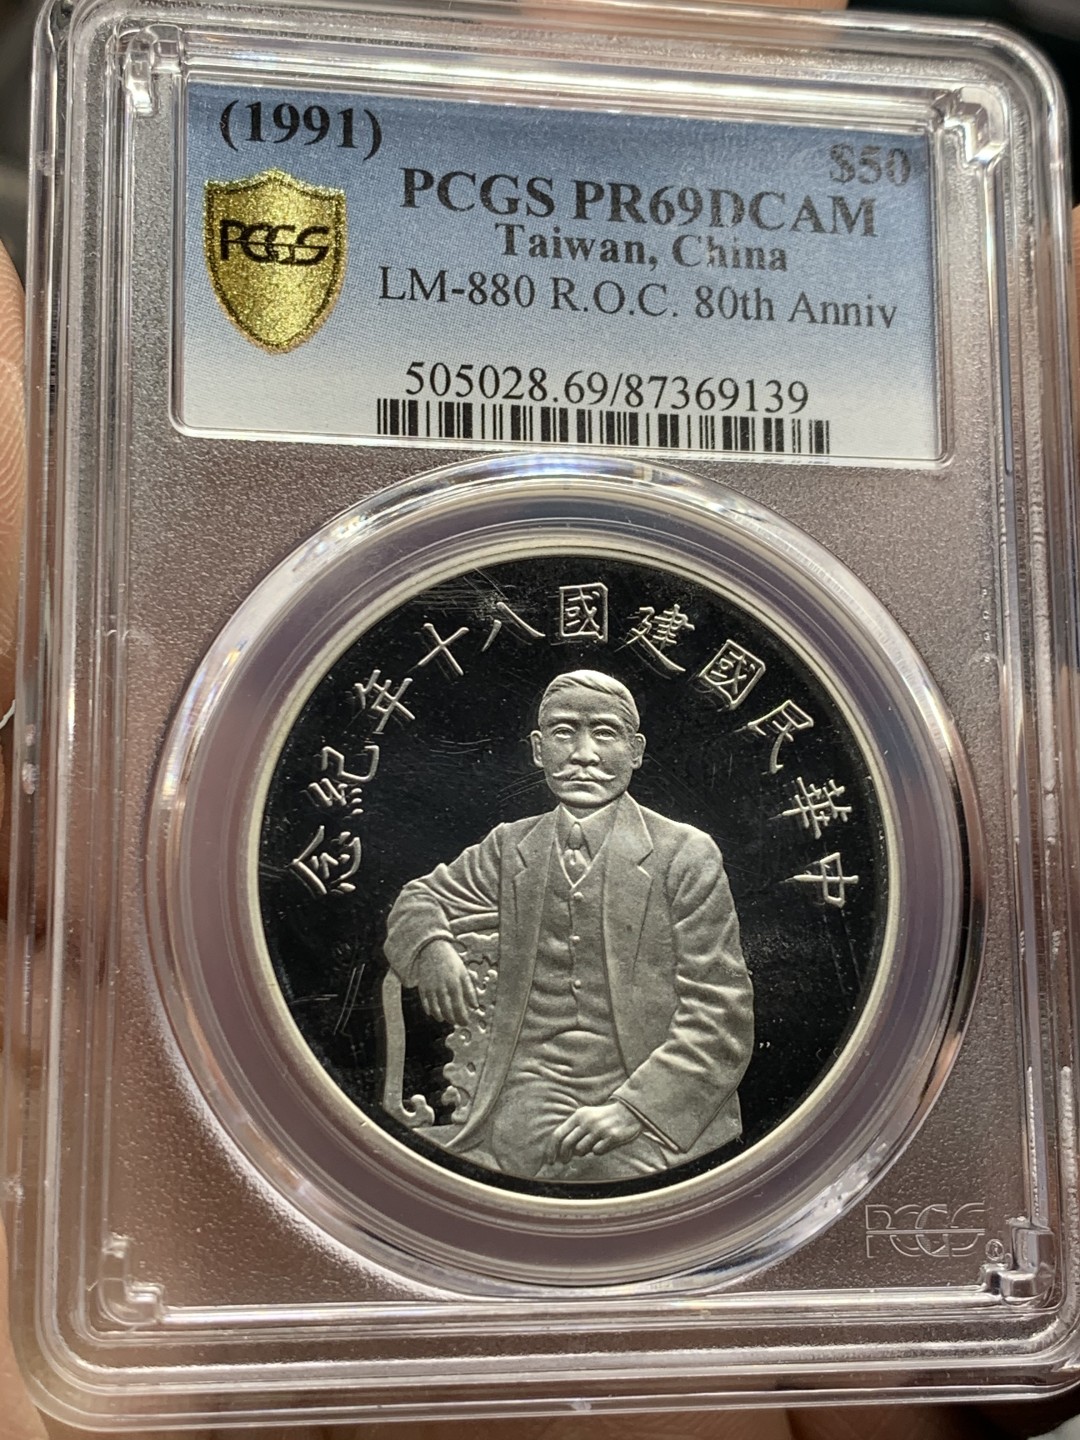 (1991)
$50
PCGS
PCGS PR69DCAM
Taiwan, China
LM-880 R.O.C. 80th Anniv
505028.69/87369139
中華民國建國八十年紀念
PCGS